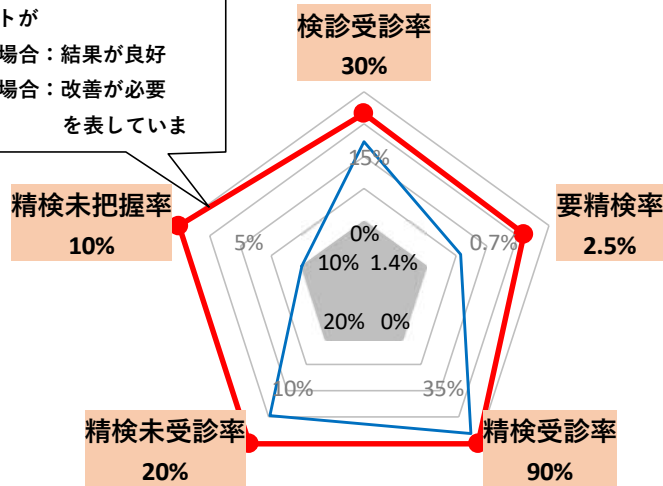 トが
場合：結果が良好
場合：改善が必要
を表していま
検診受診率
30%
15%
精検未把握率
10%
要精検率
2.5%
5%
0.7%
0%
10%
1.4%
20%
0%
10%
35%
精検未受診率
20%
精検受診率
90%